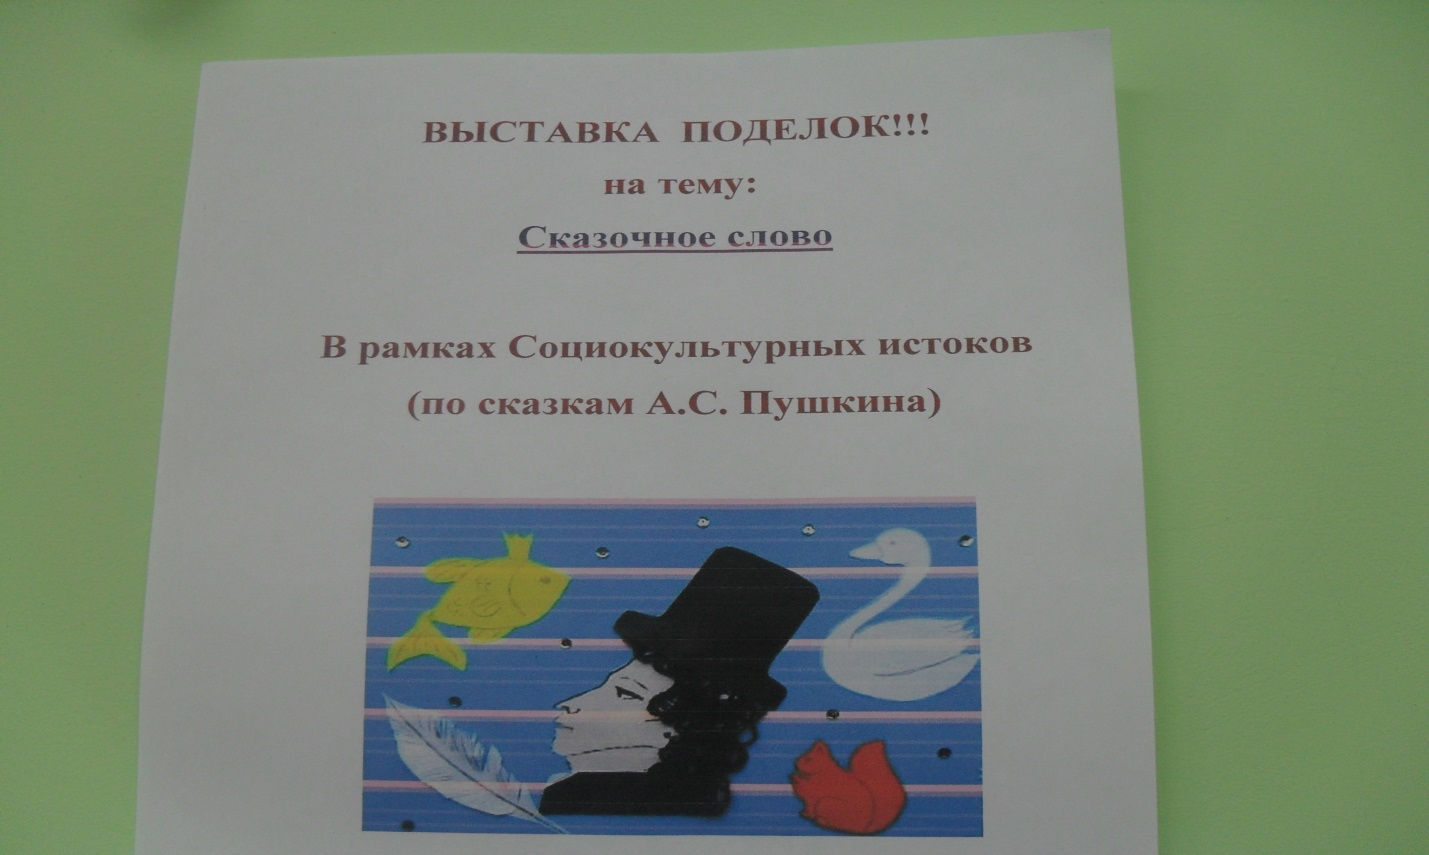 ВЫСТАВКА ПОДЕЛОК!!!
на тему:
Сказочное слово
В рамках Социокультурных истоков
(по сказкам А.С. Пушкина)